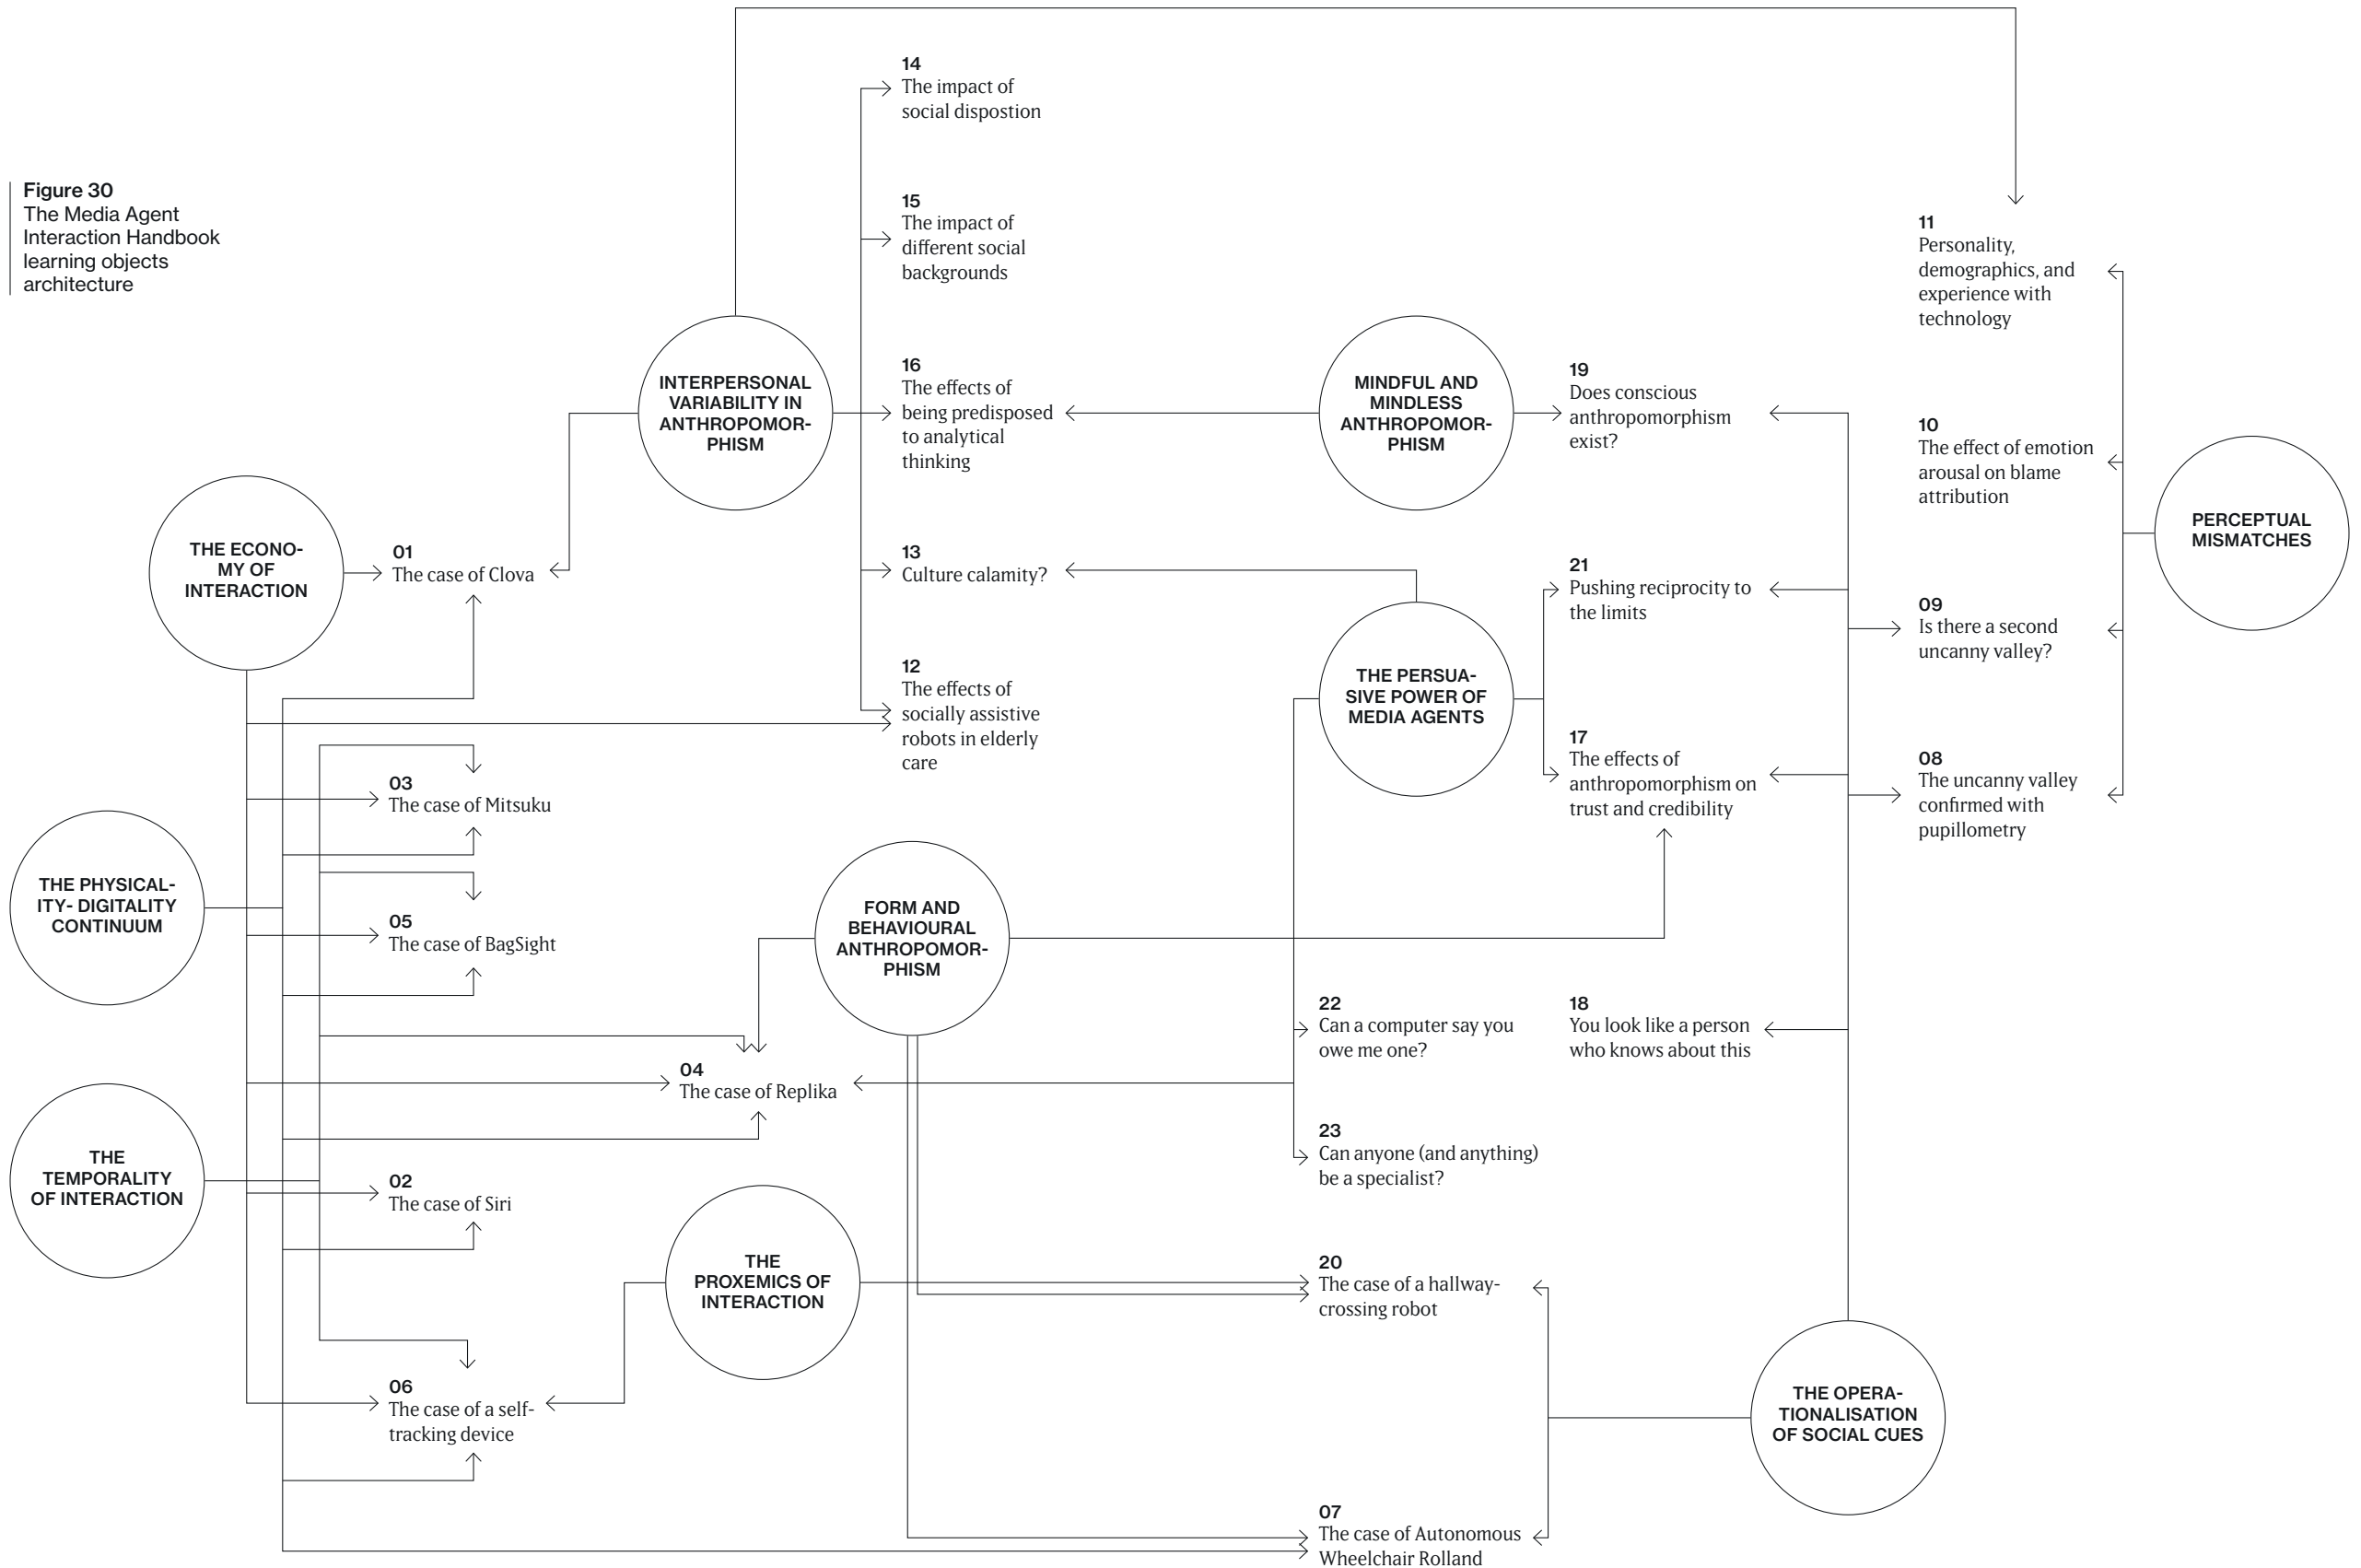 Figure 30
The Media Agent
Interaction Handbook
learning objects
architecture
14
The impact of
social dispostion
15
The impact of
different social
backgrounds
11
Personality,
demographics, and
experience with
technology
INTERPERSONAL
VARIABILITY IN
ANTHROPOMOR-
PHISM
16
The effects of
being predisposed
to analytical
thinking
MINDFUL AND
MINDLESS
ANTHROPOMOR-
PHISM
19
Does conscious
anthropomorphism
exist?
10
The effect of emotion
arousal on blame
attribution
PERCEPTUAL
MISMATCHES
THE ECONO-
MY OF
INTERACTION
01
The case of Clova
13
Culture calamity?
21
Pushing reciprocity to
the limits
09
Is there a second
uncanny valley?
12
The effects of
socially assistive
robots in elderly
care
THE PERSUA-
SIVE POWER OF
MEDIA AGENTS
17
The effects of
anthropomorphism on
trust and credibility
08
The uncanny valley
confirmed with
pupillometry
03
The case of Mitsuku
THE PHYSICAL-
ITY- DIGITALITY
CONTINUUM
05
The case of BagSight
FORM AND
BEHAVIOURAL
ANTHROPOMOR-
PHISM
22
Can a computer say you
owe me one?
18
You look like a person
who knows about this
04
The case of Replika
THE
TEMPORALITY
OF INTERACTION
02
The case of Siri
23
Can anyone (and anything)
be a specialist?
THE
PROXEMICS OF
INTERACTION
20
The case of a hallway-
crossing robot
06
The case of a self-
tracking device
THE OPERA-
TIONALISATION
OF SOCIAL CUES
07
The case of Autonomous
Wheelchair Rolland